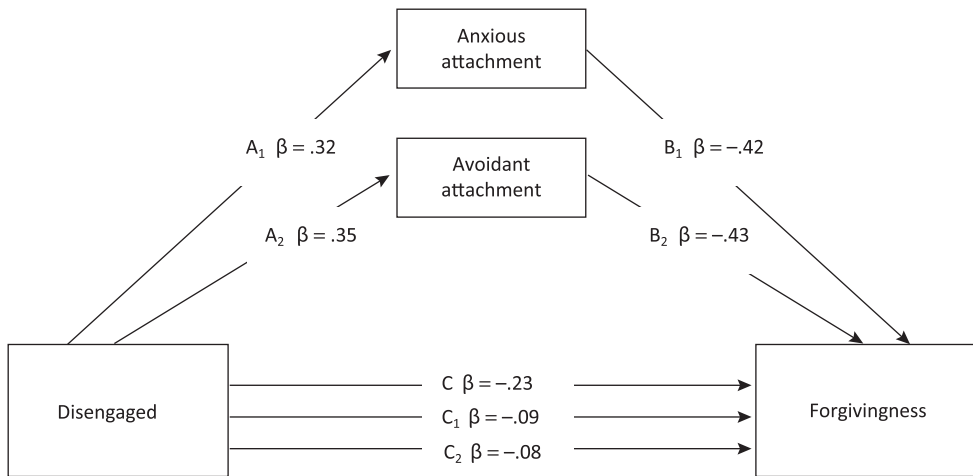 Anxious
attachment
A₁ β = .32
B₁ β = –.42
Avoidant
attachment
A₂ β = .35
B₂ β = –.43
Disengaged
C β = –.23
C₁ β = –.09
C₂ β = –.08
Forgivingness